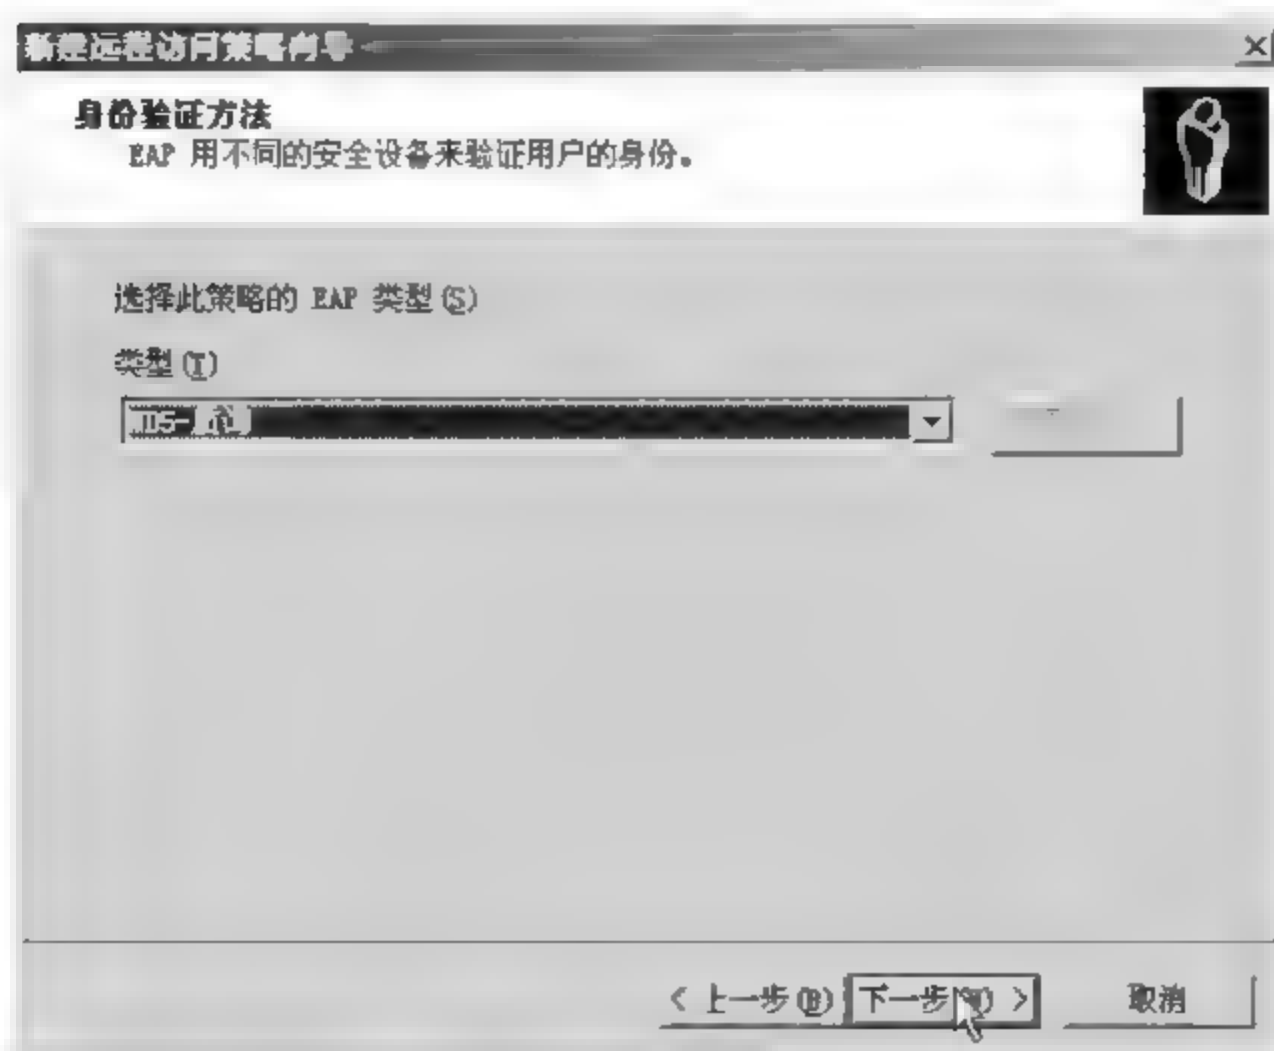 新建远程访问策略向导
身份验证方法
EAP 用不同的安全设备来验证用户的身份。
选择此策略的 EAP 类型(S)
类型(T)
MD5-
< 上一步(B)
下一步(N) >
取消